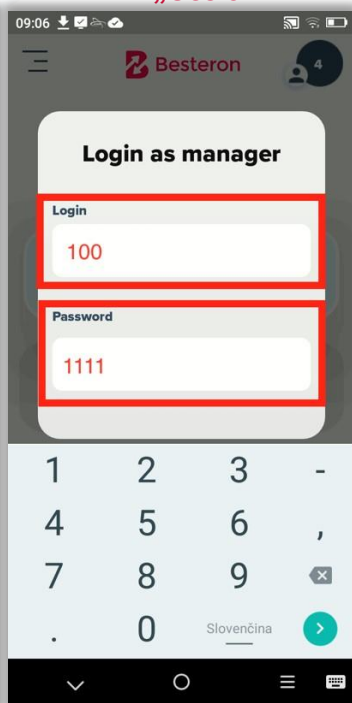 09:06
Besteron
4
Login as manager
Login
100
Password
1111
1 2 3 -
4 5 6 ,
7 8 9
. 0 Slovenčina